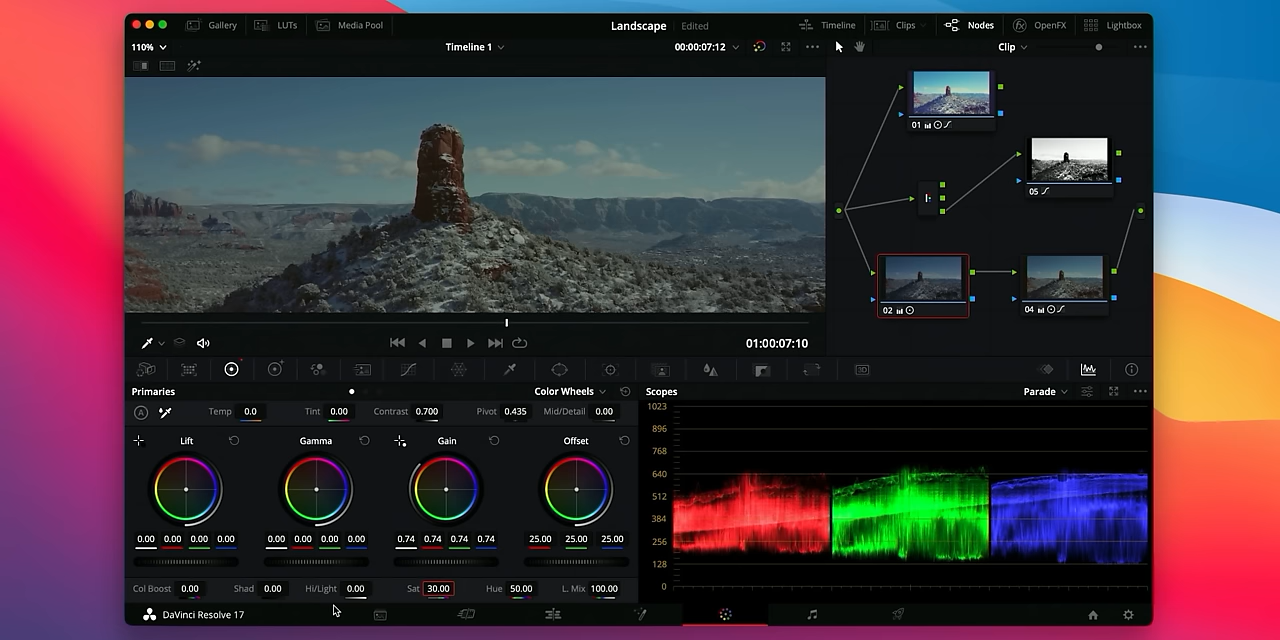 Gallery LUTs Media Pool Landscape Edited Timeline Clips Nodes OpenFX Lightbox
110% Timeline 1 00:00:07:12 Clip
01
05
02
04
01:00:07:10
3D
Primaries Color Wheels Scopes Parade
A Temp 0.0 Tint 0.00 Contrast 0.700 Pivot 0.435 Mid/Detail 0.00
Lift Gamma Gain Offset
0.00 0.00 0.00 0.00 0.00 0.00 0.00 0.00 0.74 0.74 0.74 0.74 25.00 25.00 25.00
Col Boost 0.00 Shad 0.00 Hi/Light 0.00 Sat 30.00 Hue 50.00 L. Mix 100.00
1023
896
768
640
512
384
256
128
0
DaVinci Resolve 17